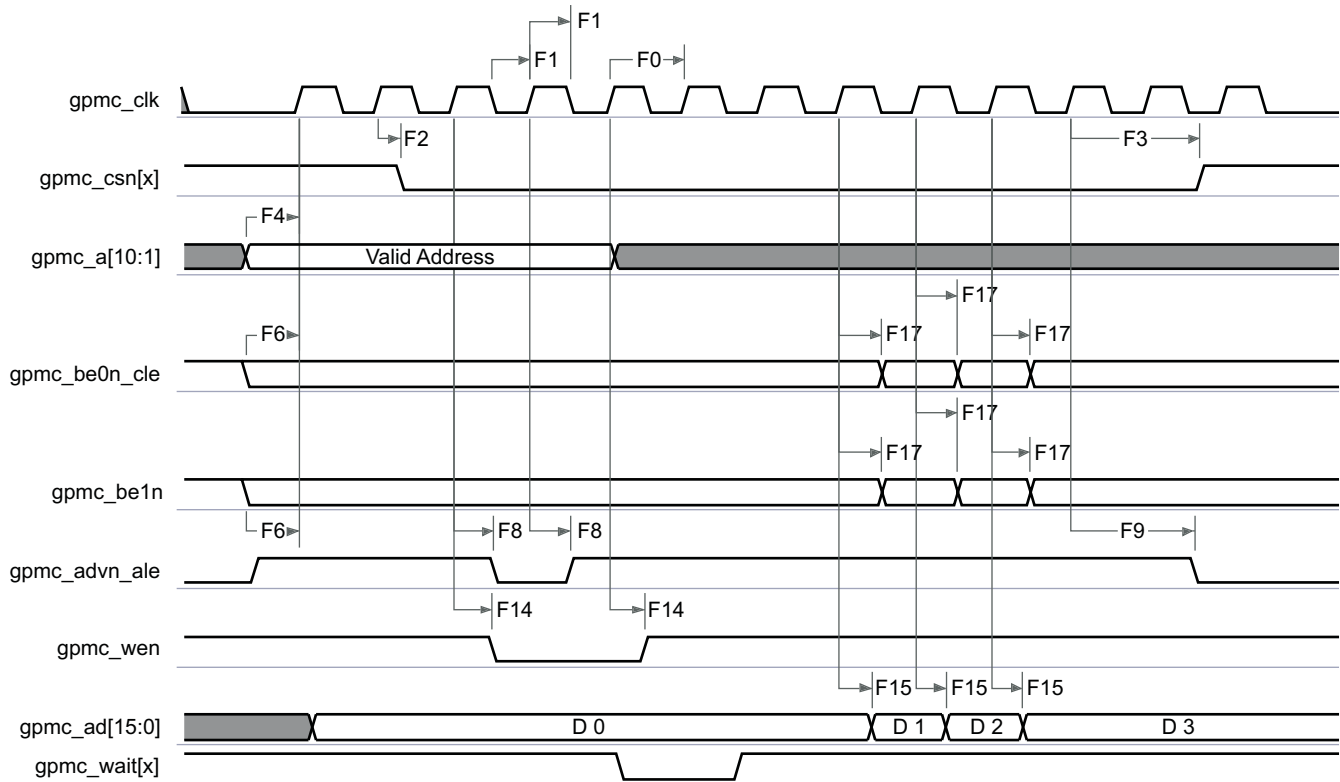 F1
F1
F0
gpmc_clk
F2
F3
gpmc_csn[x]
F4
gpmc_a[10:1]
Valid Address
F17
F6
F17
F17
gpmc_be0n_cle
F17
F17
F17
gpmc_be1n
F6
F8
F8
F9
gpmc_advn_ale
F14
F14
gpmc_wen
F15
F15
F15
gpmc_ad[15:0]
D 0
D 1
D 2
D 3
gpmc_wait[x]